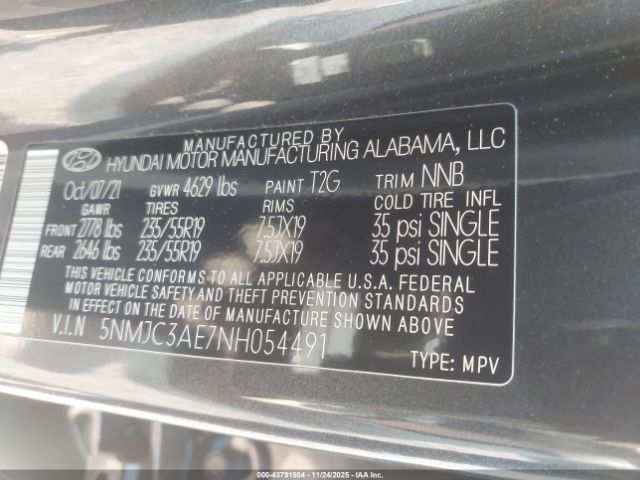 MANUFACTURED BY
HYUNDAI MOTOR MANUFACTURING ALABAMA, LLC
Oct/07/21 GVWR 4629 lbs PAINT T2G TRIM NNB
GAWR TIRES RIMS COLD TIRE INFL
FRONT 2778 lbs 235/55R19 7.5JX19 35 psi SINGLE
REAR 2646 lbs 235/55R19 7.5JX19 35 psi SINGLE
THIS VEHICLE CONFORMS TO ALL APPLICABLE U.S.A. FEDERAL
MOTOR VEHICLE SAFETY AND THEFT PREVENTION STANDARDS
IN EFFECT ON THE DATE OF MANUFACTURE SHOWN ABOVE.
V.I.N 5NMJC3AE7NH054491
TYPE: MPV
000-43791504 - 11/24/2025 - IAA Inc.